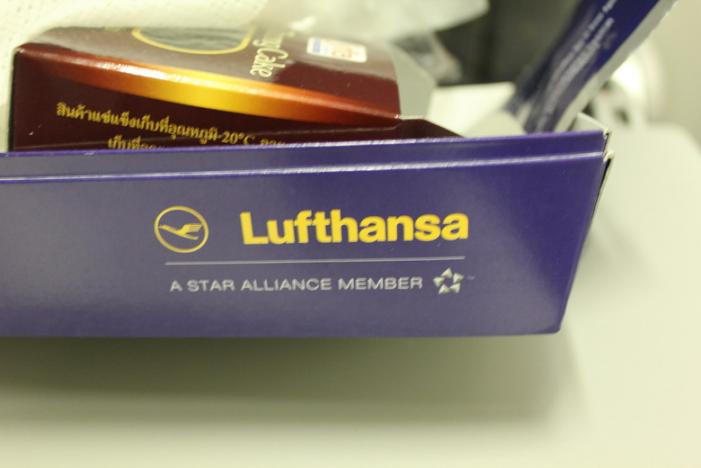 Cake
สินค้าแช่แข็งเก็บที่อุณหภูมิ-20°C
Lufthansa
A STAR ALLIANCE MEMBER